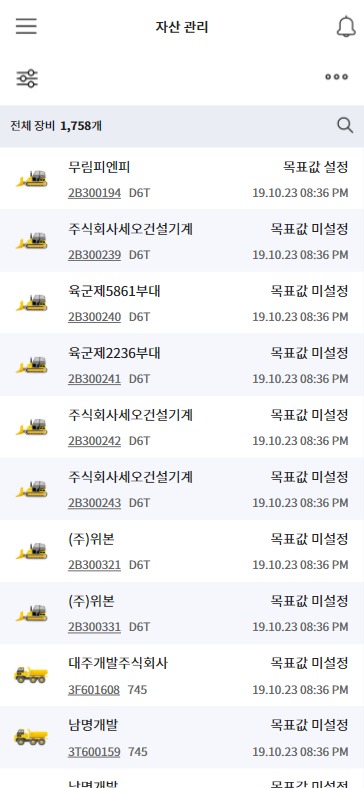 자산 관리
전체 장비 1,758개
무림피엔피 목표값 설정
2B300194 D6T 19.10.23 08:36 PM
주식회사세오건설기계 목표값 미설정
2B300239 D6T 19.10.23 08:36 PM
육군제5861부대 목표값 미설정
2B300240 D6T 19.10.23 08:36 PM
육군제2236부대 목표값 미설정
2B300241 D6T 19.10.23 08:36 PM
주식회사세오건설기계 목표값 미설정
2B300242 D6T 19.10.23 08:36 PM
주식회사세오건설기계 목표값 미설정
2B300243 D6T 19.10.23 08:36 PM
(주)위본 목표값 미설정
2B300321 D6T 19.10.23 08:36 PM
(주)위본 목표값 미설정
2B300331 D6T 19.10.23 08:36 PM
대주개발주식회사 목표값 미설정
3F601608 745 19.10.23 08:36 PM
남명개발 목표값 미설정
3T600159 745 19.10.23 08:36 PM
남명개발 목표값 미설정